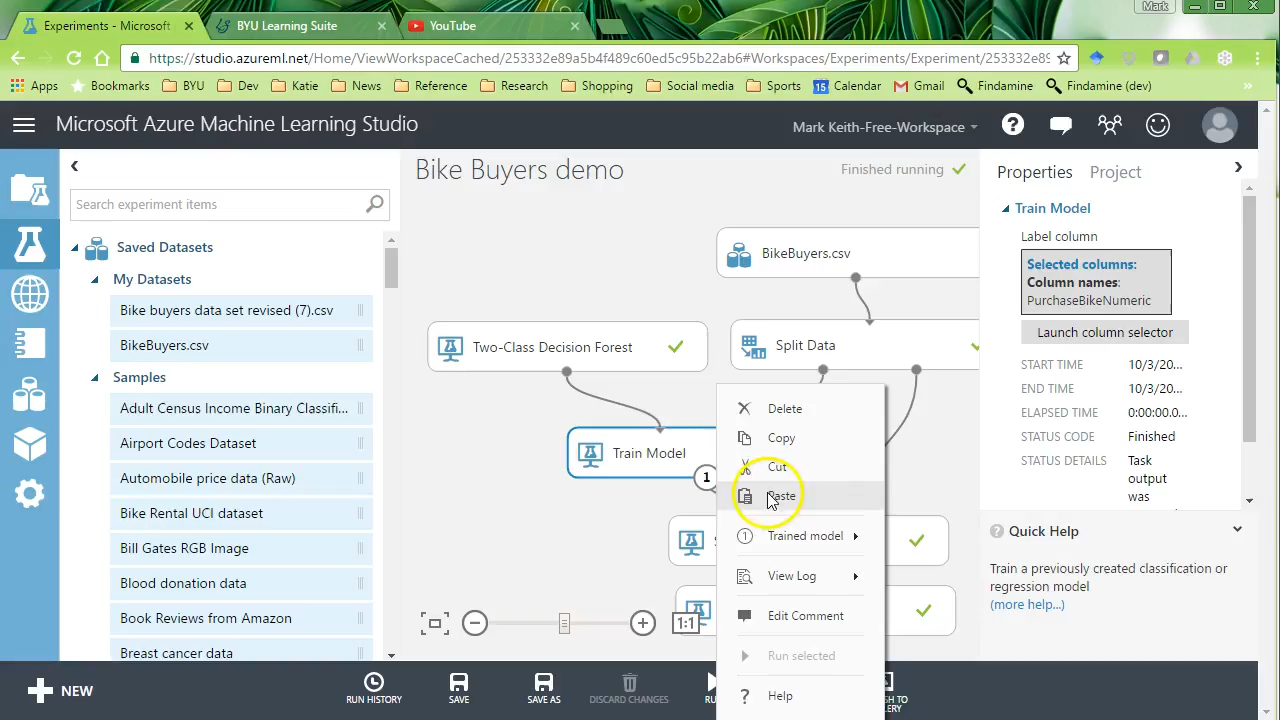 Mark
Experiments - Microsoft
BYU Learning Suite
YouTube
https://studio.azureml.net/Home/ViewWorkspaceCached/253332e89a5b4f489c60ed5c95b22ab6#Workspaces/Experiments/Experiment/253332e89
Apps
Bookmarks
BYU
Dev
Katie
News
Reference
Research
Shopping
Social media
Sports
15
Calendar
Gmail
Findamine
Findamine (dev)
»
Microsoft Azure Machine Learning Studio
Mark Keith-Free-Workspace
Search experiment items
Saved Datasets
My Datasets
Bike buyers data set revised (7).csv
BikeBuyers.csv
Samples
Adult Census Income Binary Classifi...
Airport Codes Dataset
Automobile price data (Raw)
Bike Rental UCI dataset
Bill Gates RGB Image
Blood donation data
Book Reviews from Amazon
Breast cancer data
Bike Buyers demo
Finished running
BikeBuyers.csv
Two-Class Decision Forest
Split Data
Train Model
1
1:1
Delete
Copy
Cut
Paste
1
Trained model
View Log
Edit Comment
Run selected
? Help
Properties
Project
Train Model
Label column
Selected columns:
Column names:
PurchaseBikeNumeric
Launch column selector
START TIME 10/3/20...
END TIME 10/3/20...
ELAPSED TIME 0:00:00.0...
STATUS CODE Finished
STATUS DETAILS Task
output
was
Quick Help
Train a previously created classification or
regression model
(more help...)
NEW
RUN HISTORY
SAVE
SAVE AS
DISCARD CHANGES